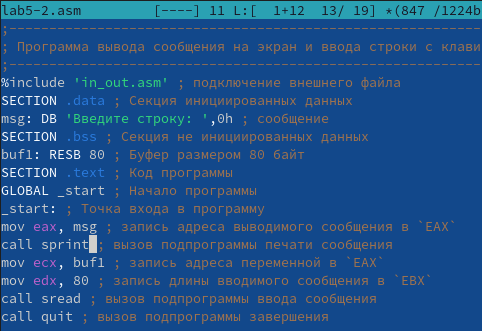 lab5-2.asm [----] 11 L:[ 1+12 13/ 19] *(847 /1224b
;---------------------------------------------------------------
; Программа вывода сообщения на экран и ввода строки с клави
;---------------------------------------------------------------
%include 'in_out.asm' ; подключение внешнего файла
SECTION .data ; Секция инициированных данных
msg: DB 'Введите строку: ',0h ; сообщение
SECTION .bss ; Секция не инициированных данных
buf1: RESB 80 ; Буфер размером 80 байт
SECTION .text ; Код программы
GLOBAL _start ; Начало программы
_start: ; Точка входа в программу
mov eax, msg ; запись адреса выводимого сообщения в `EAX`
call sprint ; вызов подпрограммы печати сообщения
mov ecx, buf1 ; запись адреса переменной в `EAX`
mov edx, 80 ; запись длины вводимого сообщения в `EBX`
call sread ; вызов подпрограммы ввода сообщения
call quit ; вызов подпрограммы завершения